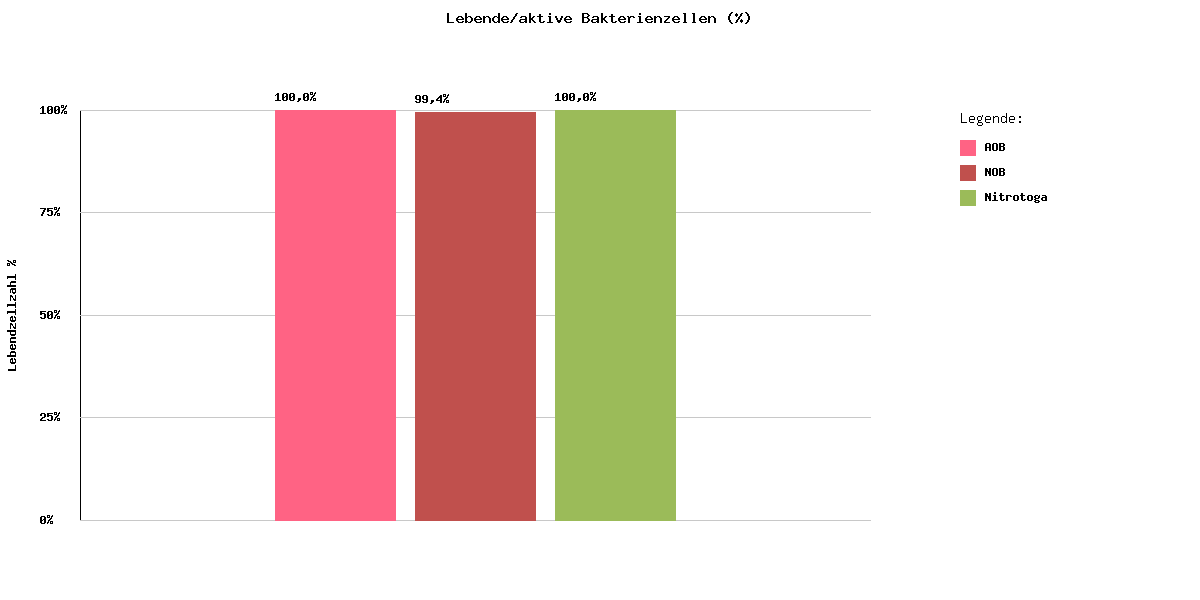 Lebende/aktive Bakterienzellen (%)
100,0%
99,4%
100,0%
100%
75%
50%
25%
0%
Lebendzellzahl %
Legende:
AOB
NOB
Nitrotoga